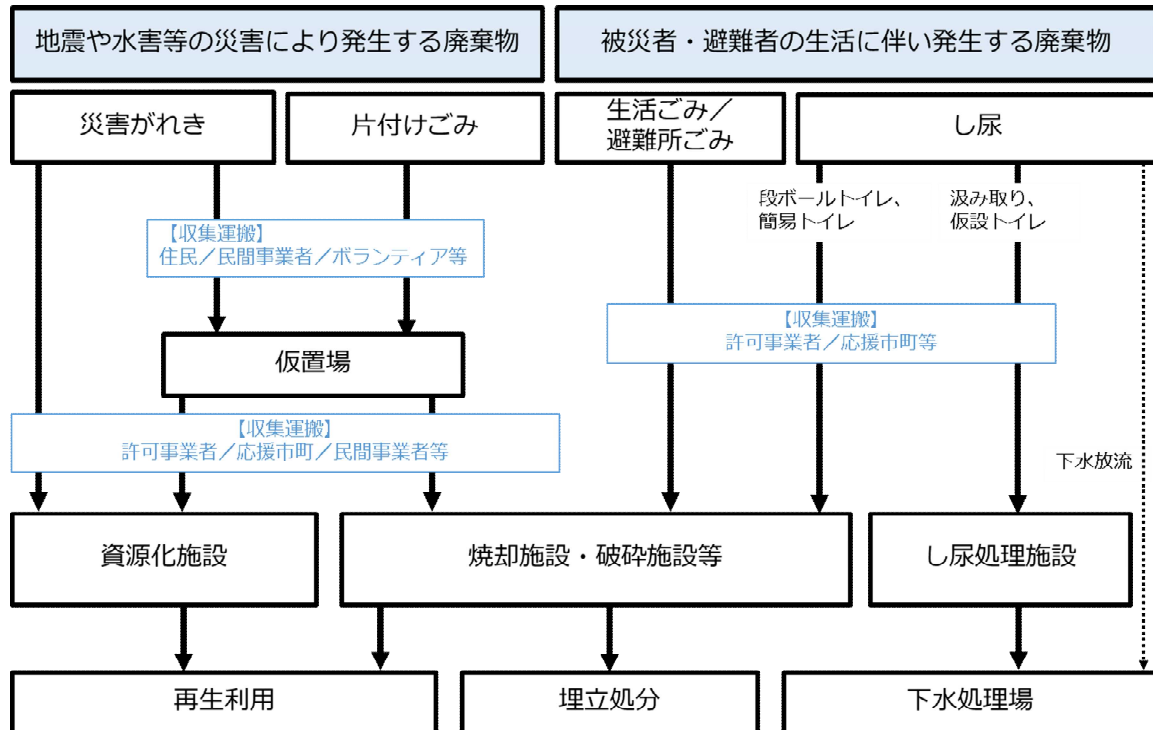 地震や水害等の災害により発生する廃棄物
被災者・避難者の生活に伴い発生する廃棄物
災害がれき
片付けごみ
生活ごみ／
避難所ごみ
し尿
段ボールトイレ、
簡易トイレ
汲み取り、
仮設トイレ
【収集運搬】
住民／民間事業者／ボランティア等
【収集運搬】
許可事業者／応援市町等
仮置場
【収集運搬】
許可事業者／応援市町／民間事業者等
下水放流
資源化施設
焼却施設・破砕施設等
し尿処理施設
再生利用
埋立処分
下水処理場